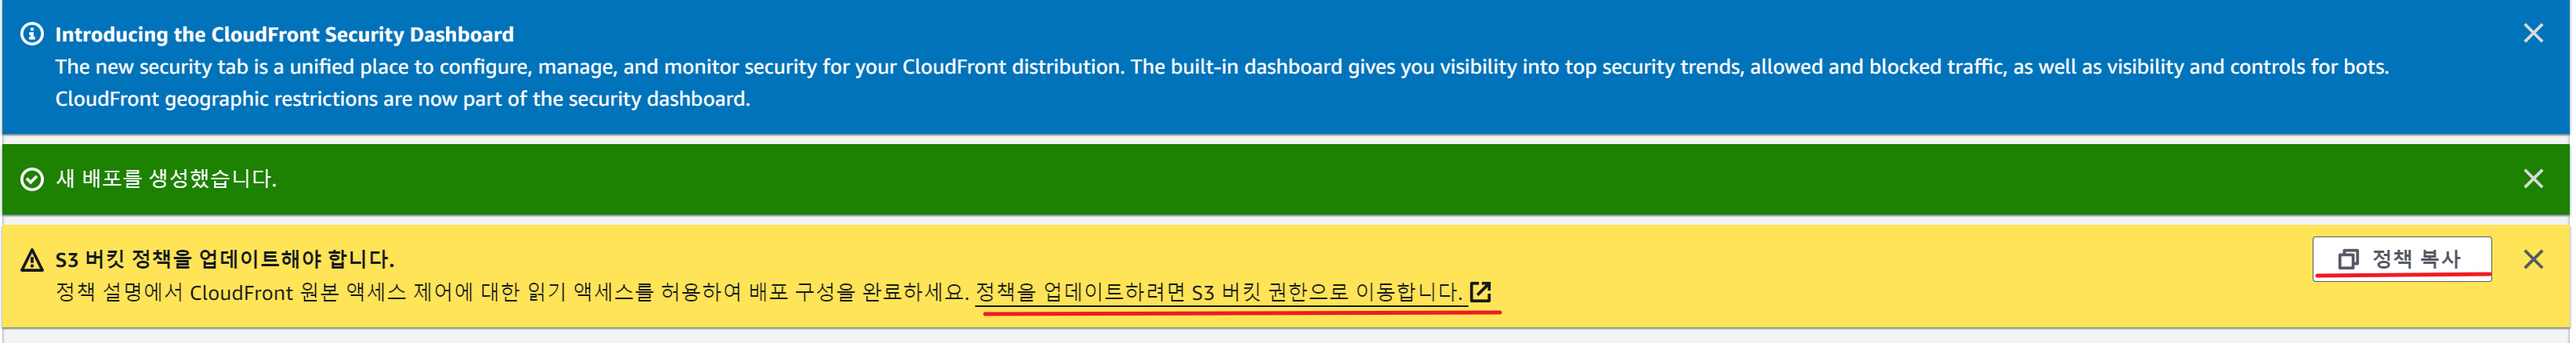 Introducing the CloudFront Security Dashboard
The new security tab is a unified place to configure, manage, and monitor security for your CloudFront distribution. The built-in dashboard gives you visibility into top security trends, allowed and blocked traffic, as well as visibility and controls for bots.
CloudFront geographic restrictions are now part of the security dashboard.
새 배포를 생성했습니다.
S3 버킷 정책을 업데이트해야 합니다.
정책 복사
정책 설명에서 CloudFront 원본 액세스 제어에 대한 읽기 액세스를 허용하여 배포 구성을 완료하세요. 정책을 업데이트하려면 S3 버킷 권한으로 이동합니다.